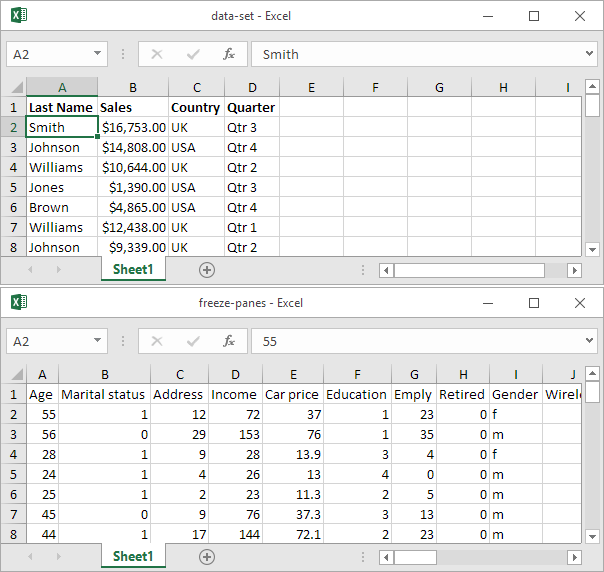 data-set - Excel
A2 fx Smith
A B C D E F G H I
1 Last Name Sales Country Quarter
2 Smith $16,753.00 UK Qtr 3
3 Johnson $14,808.00 USA Qtr 4
4 Williams $10,644.00 UK Qtr 2
5 Jones $1,390.00 USA Qtr 3
6 Brown $4,865.00 USA Qtr 4
7 Williams $12,438.00 UK Qtr 1
8 Johnson $9,339.00 UK Qtr 2
Sheet1
freeze-panes - Excel
A2 fx 55
A B C D E F G H I J
1 Age Marital status Address Income Car price Education Emply Retired Gender Wirel
2 55 1 12 72 37 1 23 0 f
3 56 0 29 153 76 1 35 0 m
4 28 1 9 28 13.9 3 4 0 f
5 24 1 4 26 13 4 0 0 m
6 25 1 2 23 11.3 2 5 0 m
7 45 0 9 76 37.3 3 13 0 m
8 44 1 17 144 72.1 2 23 0 m
Sheet1